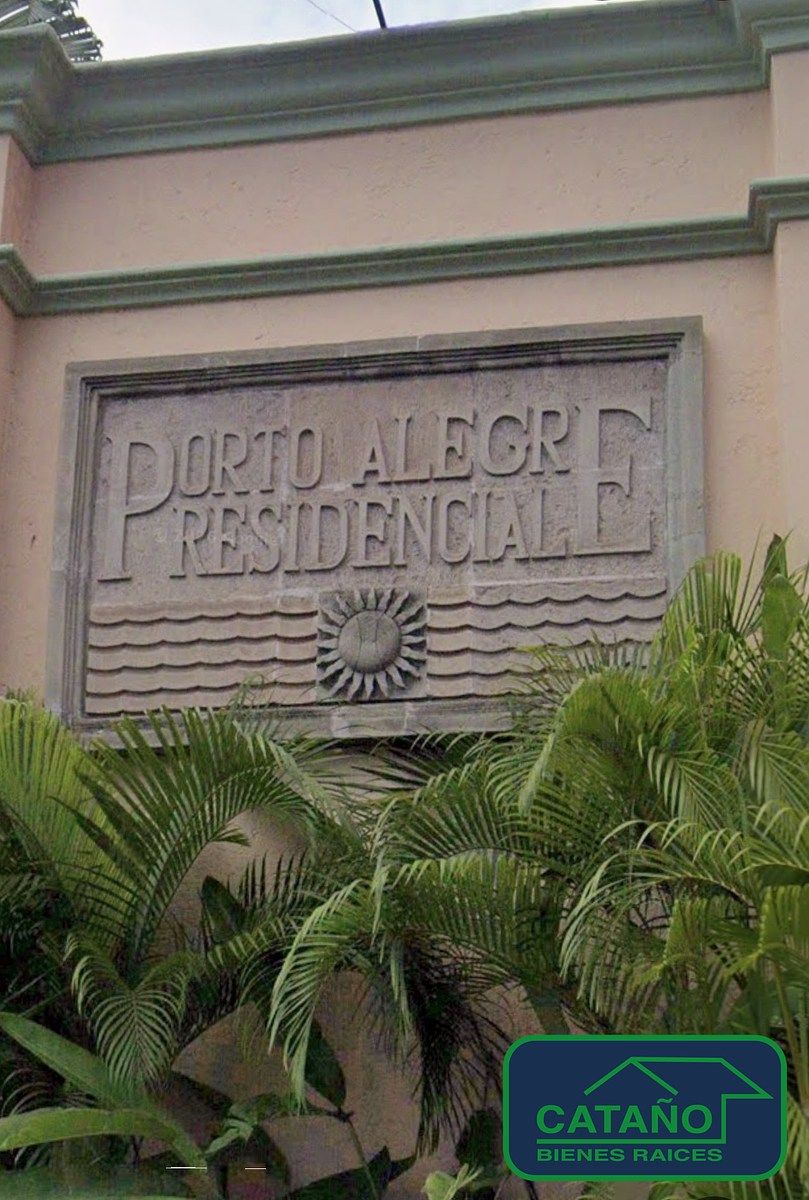 PORTO ALEGRE
RESIDENCIAL
CATAÑO
BIENES RAICES